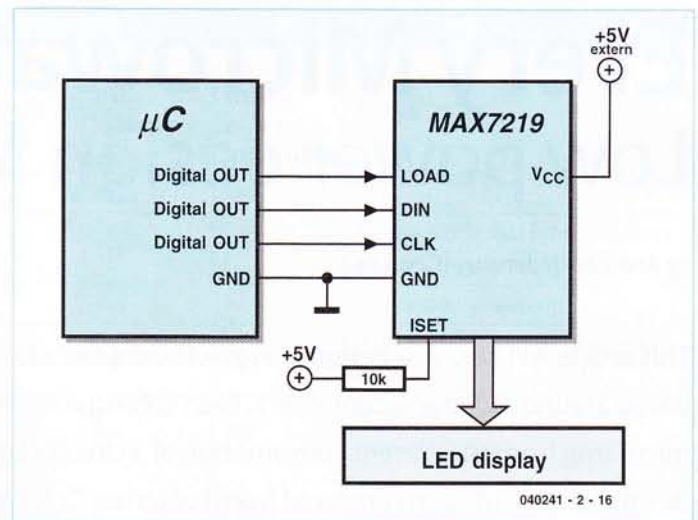 +5V
extern
µC
MAX7219
Digital OUT
LOAD
VCC
Digital OUT
DIN
Digital OUT
CLK
GND
GND
ISET
+5V
10k
LED display
040241 - 2 - 16